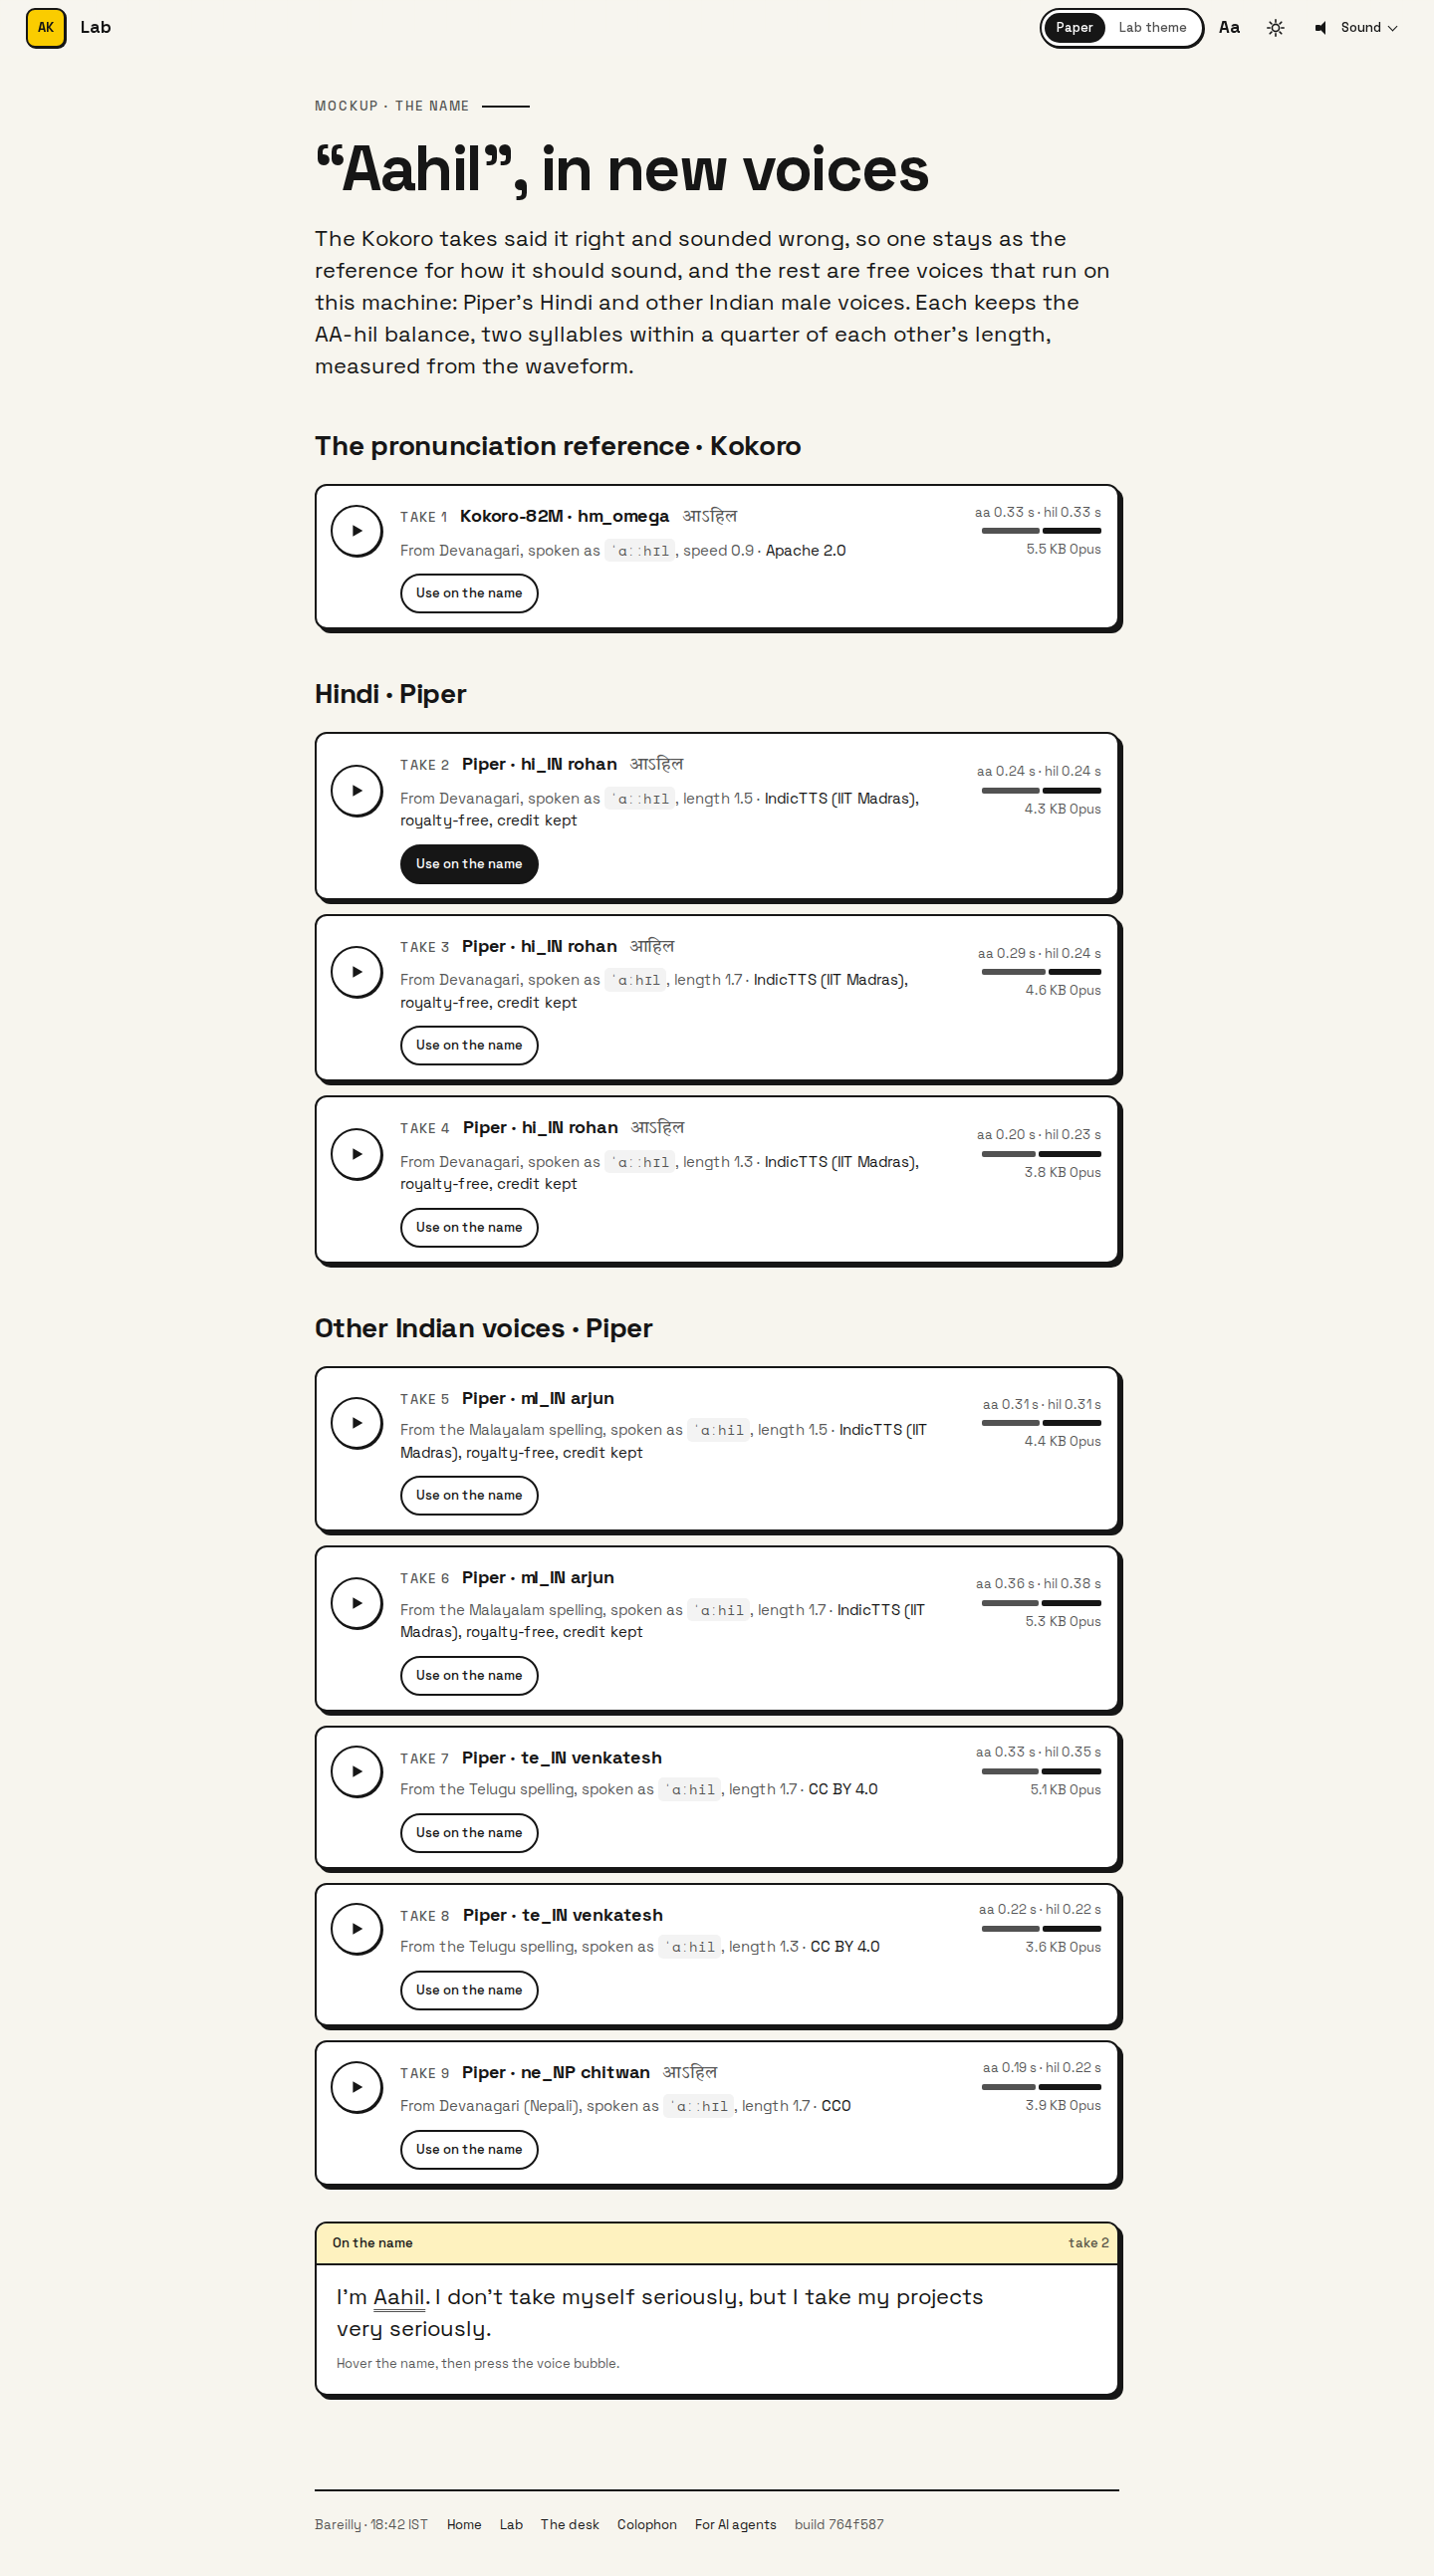 AK Lab Paper Lab theme Aa Sound
MOCKUP · THE NAME
“Aahil”, in new voices
The Kokoro takes said it right and sounded wrong, so one stays as the
reference for how it should sound, and the rest are free voices that run on
this machine: Piper’s Hindi and other Indian male voices. Each keeps the
AA-hil balance, two syllables within a quarter of each other’s length,
measured from the waveform.
The pronunciation reference · Kokoro
TAKE 1 Kokoro-82M · hm_omega आऽहिल
aa 0.33 s · hil 0.33 s
From Devanagari, spoken as ˈɑːːhɪl, speed 0.9 · Apache 2.0
5.5 KB Opus
Use on the name
Hindi · Piper
TAKE 2 Piper · hi_IN rohan आऽहिल
aa 0.24 s · hil 0.24 s
From Devanagari, spoken as ˈɑːːhɪl, length 1.5 · IndicTTS (IIT Madras),
royalty-free, credit kept
4.3 KB Opus
Use on the name
TAKE 3 Piper · hi_IN rohan आहिल
aa 0.29 s · hil 0.24 s
From Devanagari, spoken as ˈɑːhɪl, length 1.7 · IndicTTS (IIT Madras),
royalty-free, credit kept
4.6 KB Opus
Use on the name
TAKE 4 Piper · hi_IN rohan आऽहिल
aa 0.20 s · hil 0.23 s
From Devanagari, spoken as ˈɑːːhɪl, length 1.3 · IndicTTS (IIT Madras),
royalty-free, credit kept
3.8 KB Opus
Use on the name
Other Indian voices · Piper
TAKE 5 Piper · ml_IN arjun
aa 0.31 s · hil 0.31 s
From the Malayalam spelling, spoken as ˈɑːhil, length 1.5 · IndicTTS (IIT
Madras), royalty-free, credit kept
4.4 KB Opus
Use on the name
TAKE 6 Piper · ml_IN arjun
aa 0.36 s · hil 0.38 s
From the Malayalam spelling, spoken as ˈɑːhil, length 1.7 · IndicTTS (IIT
Madras), royalty-free, credit kept
5.3 KB Opus
Use on the name
TAKE 7 Piper · te_IN venkatesh
aa 0.33 s · hil 0.35 s
From the Telugu spelling, spoken as ˈɑːhil, length 1.7 · CC BY 4.0
5.1 KB Opus
Use on the name
TAKE 8 Piper · te_IN venkatesh
aa 0.22 s · hil 0.22 s
From the Telugu spelling, spoken as ˈɑːhil, length 1.3 · CC BY 4.0
3.6 KB Opus
Use on the name
TAKE 9 Piper · ne_NP chitwan आऽहिल
aa 0.19 s · hil 0.22 s
From Devanagari (Nepali), spoken as ˈɑːːhɪl, length 1.7 · CC0
3.9 KB Opus
Use on the name
On the name take 2
I’m Aahil. I don’t take myself seriously, but I take my projects
very seriously.
Hover the name, then press the voice bubble.
Bareilly · 18:42 IST Home Lab The desk Colophon For AI agents build 764f587